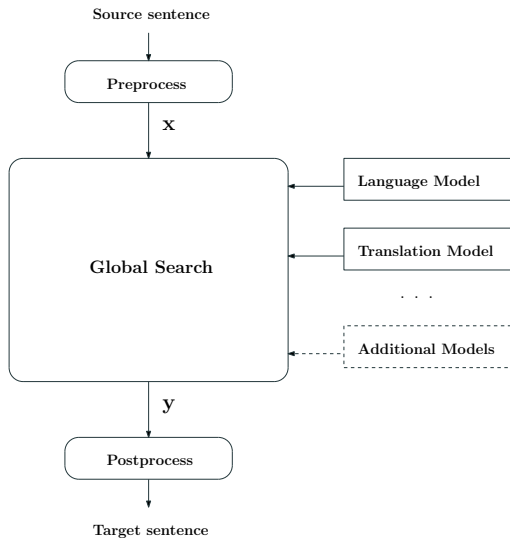 Source sentence
Preprocess
x
Language Model
Global Search
Translation Model
. . .
Additional Models
y
Postprocess
Target sentence